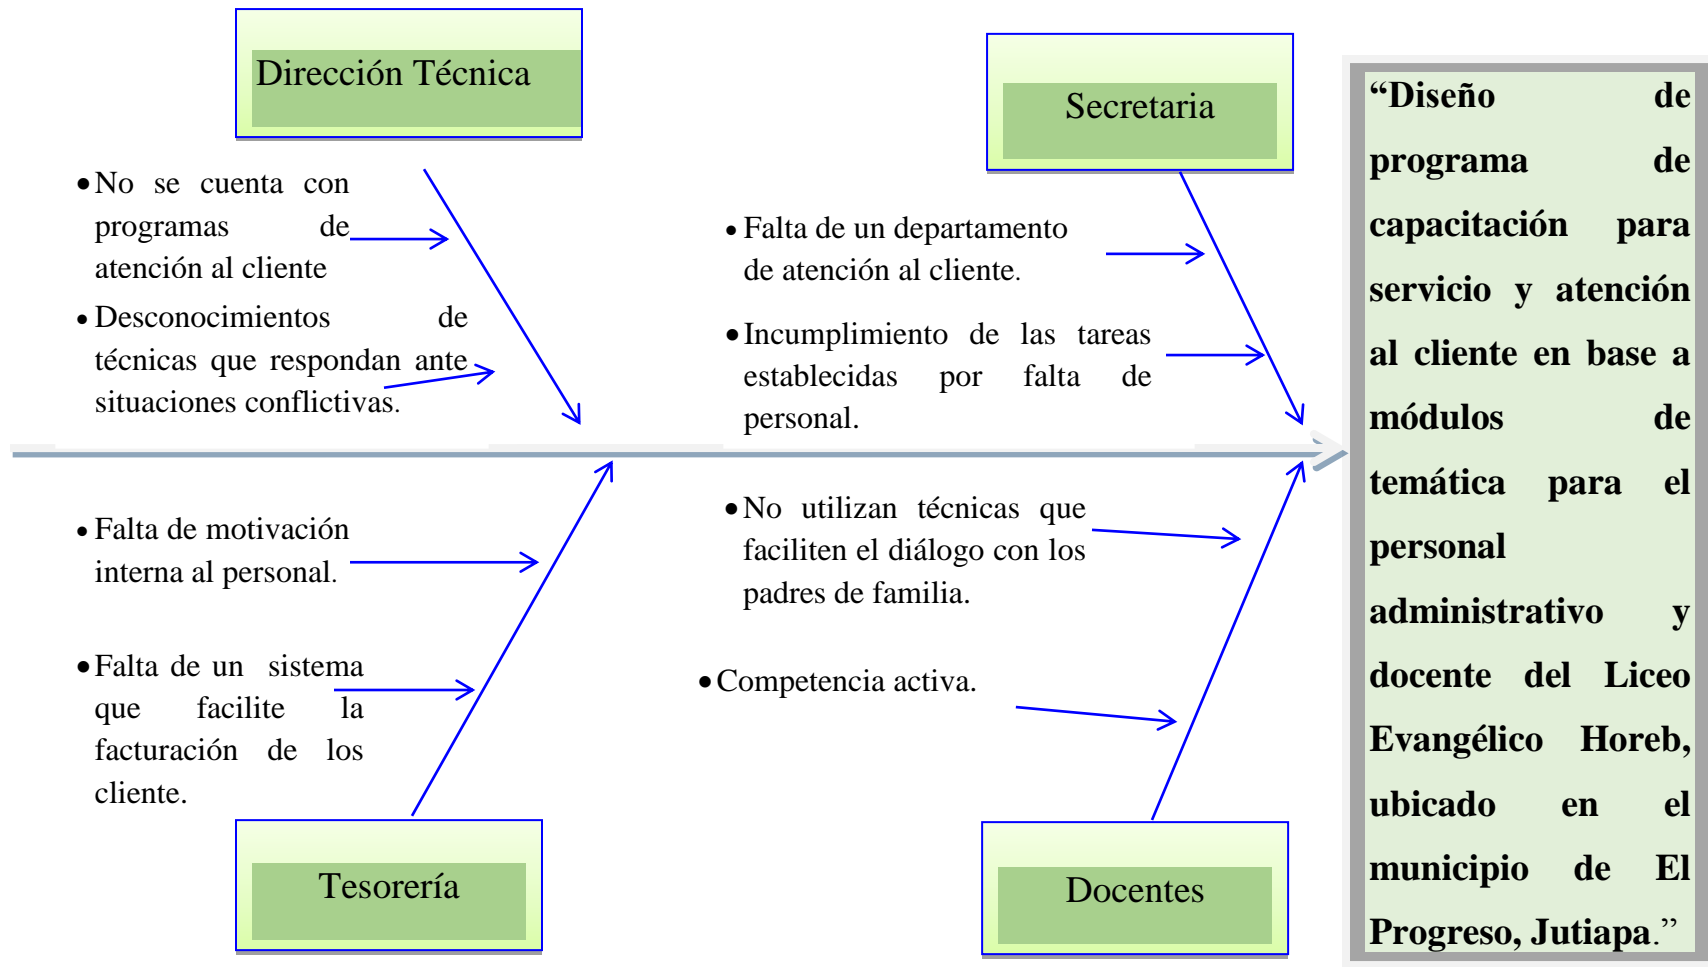 Dirección Técnica
Secretaria
• No se cuenta con
programas de
atención al cliente
• Desconocimientos de
técnicas que respondan ante
situaciones conflictivas.
• Falta de un departamento
de atención al cliente.
• Incumplimiento de las tareas
establecidas por falta de
personal.
• Falta de motivación
interna al personal.
• Falta de un sistema
que facilite la
facturación de los
cliente.
• No utilizan técnicas que
faciliten el diálogo con los
padres de familia.
• Competencia activa.
Tesorería
Docentes
“Diseño de
programa de
capacitación para
servicio y atención
al cliente en base a
módulos de
temática para el
personal
administrativo y
docente del Liceo
Evangélico Horeb,
ubicado en el
municipio de El
Progreso, Jutiapa.”